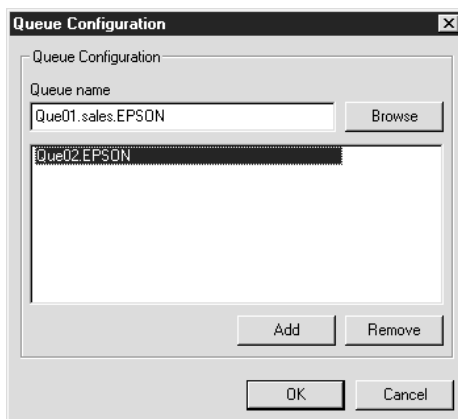 Queue Configuration
Queue Configuration
Queue name
Que01.sales.EPSON
Browse
Que02.EPSON
Add
Remove
OK
Cancel